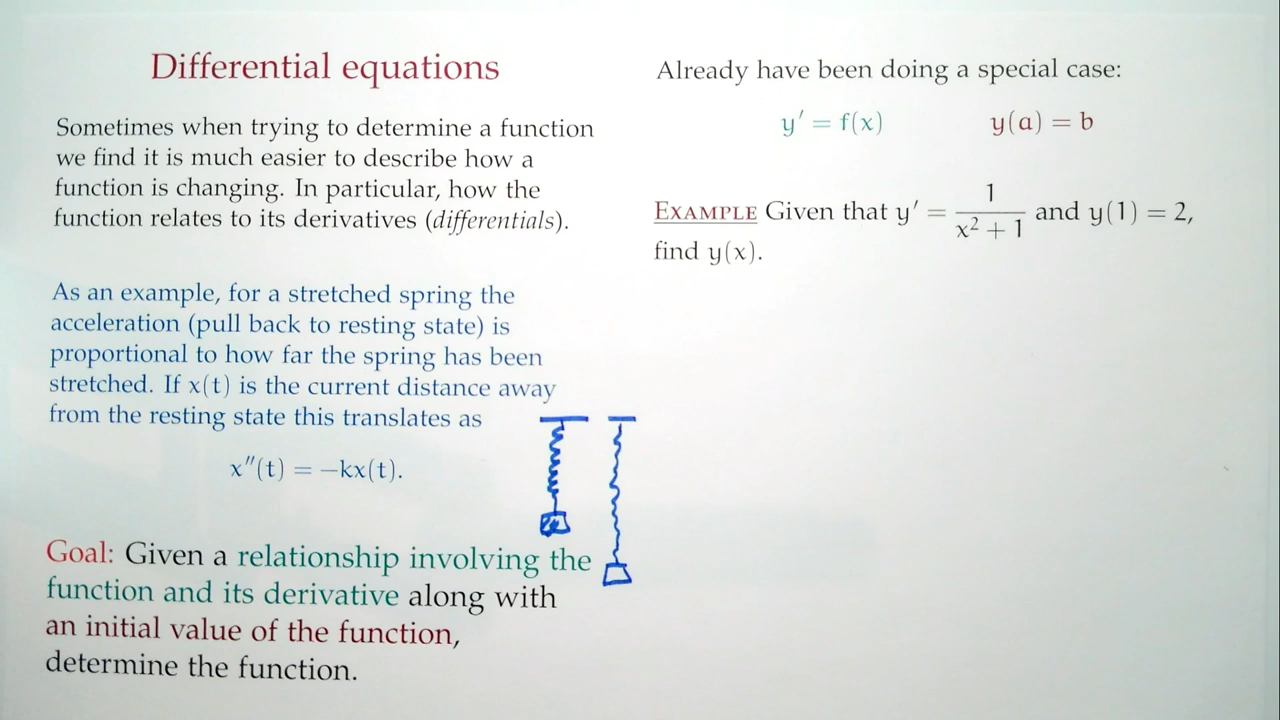 Differential equations
Sometimes when trying to determine a function
we find it is much easier to describe how a
function is changing. In particular, how the
function relates to its derivatives (differentials).
As an example, for a stretched spring the
acceleration (pull back to resting state) is
proportional to how far the spring has been
stretched. If x(t) is the current distance away
from the resting state this translates as
x″(t) = −kx(t).
Goal: Given a relationship involving the
function and its derivative along with
an initial value of the function,
determine the function.
Already have been doing a special case:
y′ = f(x) y(a) = b
EXAMPLE Given that y′ = 1/(x² + 1) and y(1) = 2,
find y(x).